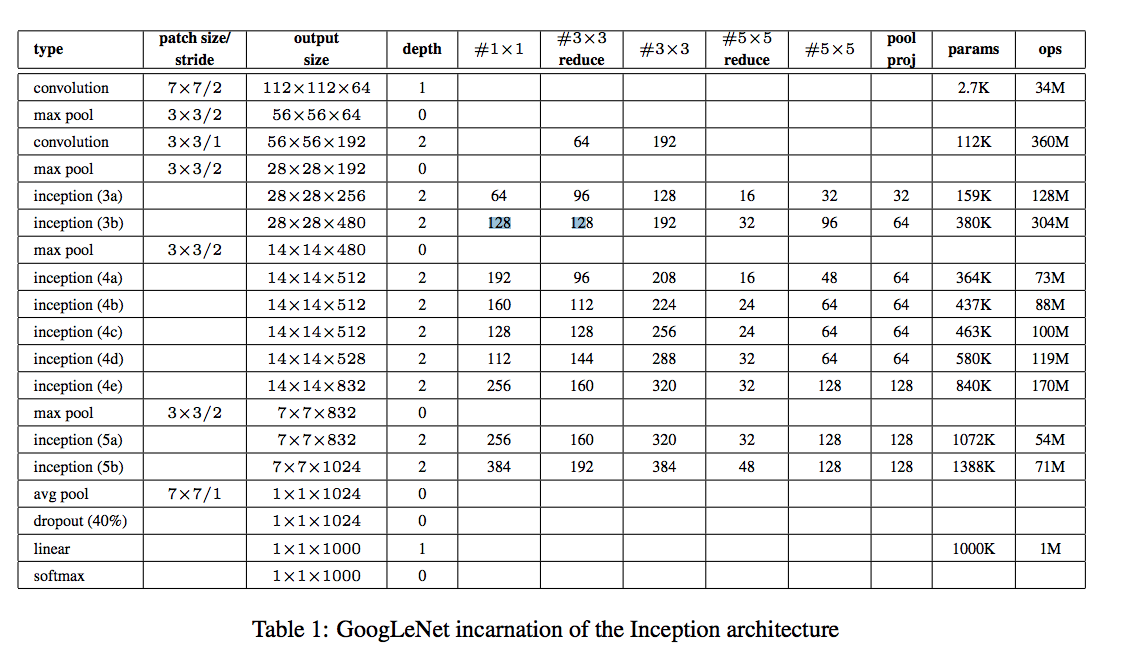 type patch size/ stride output size depth #1×1 #3×3 reduce #3×3 #5×5 reduce #5×5 pool proj params ops
convolution 7×7/2 112×112×64 1 2.7K 34M
max pool 3×3/2 56×56×64 0
convolution 3×3/1 56×56×192 2 64 192 112K 360M
max pool 3×3/2 28×28×192 0
inception (3a) 28×28×256 2 64 96 128 16 32 32 159K 128M
inception (3b) 28×28×480 2 128 128 192 32 96 64 380K 304M
max pool 3×3/2 14×14×480 0
inception (4a) 14×14×512 2 192 96 208 16 48 64 364K 73M
inception (4b) 14×14×512 2 160 112 224 24 64 64 437K 88M
inception (4c) 14×14×512 2 128 128 256 24 64 64 463K 100M
inception (4d) 14×14×528 2 112 144 288 32 64 64 580K 119M
inception (4e) 14×14×832 2 256 160 320 32 128 128 840K 170M
max pool 3×3/2 7×7×832 0
inception (5a) 7×7×832 2 256 160 320 32 128 128 1072K 54M
inception (5b) 7×7×1024 2 384 192 384 48 128 128 1388K 71M
avg pool 7×7/1 1×1×1024 0
dropout (40%) 1×1×1024 0
linear 1×1×1000 1 1000K 1M
softmax 1×1×1000 0
Table 1: GoogLeNet incarnation of the Inception architecture